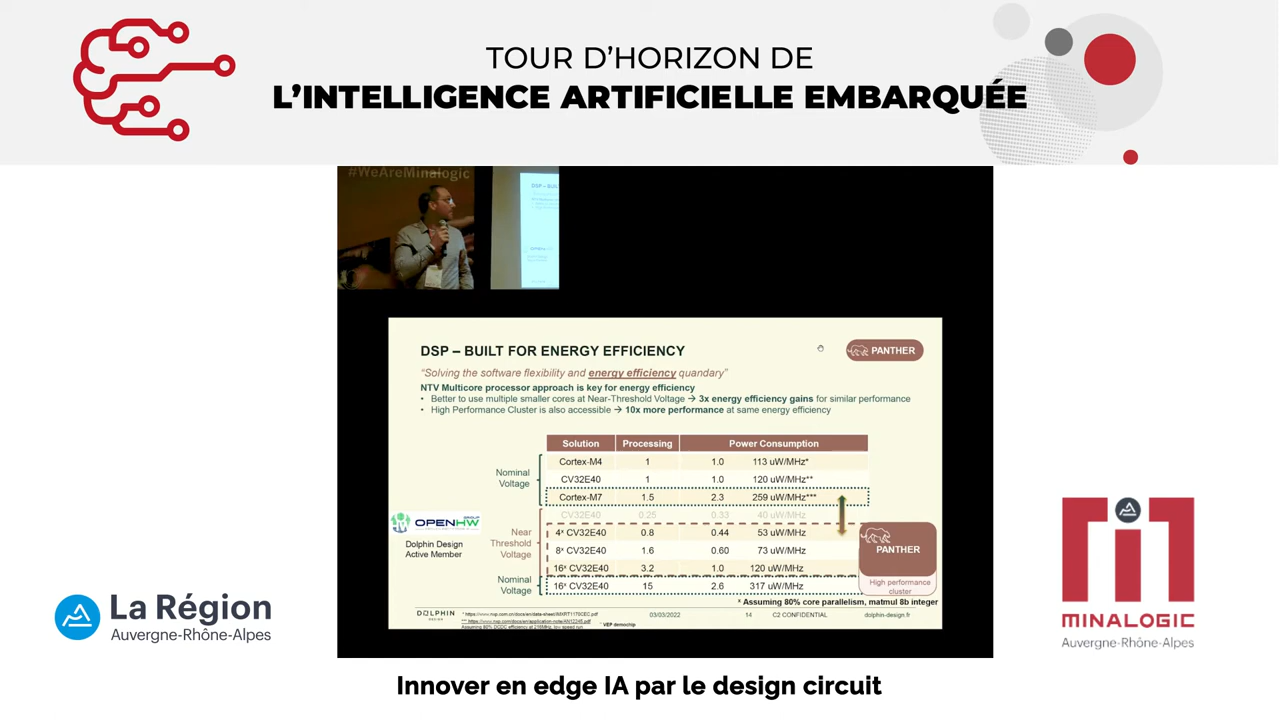 TOUR D'HORIZON DE
L'INTELLIGENCE ARTIFICIELLE EMBARQUÉE
#WeAreMinalogic
DSP – BUILT FOR ENERGY EFFICIENCY
PANTHER
"Solving the software flexibility and energy efficiency quandary"
NTV Multicore processor approach is key for energy efficiency
• Better to use multiple smaller cores at Near-Threshold Voltage → 3x energy efficiency gains for similar performance
• High Performance Cluster is also accessible → 10x more performance at same energy efficiency
Solution Processing Power Consumption
Nominal Voltage
Cortex-M4 1 1.0 113 uW/MHz*
CV32E40 1 1.0 120 uW/MHz**
Cortex-M7 1.5 2.3 259 uW/MHz***
CV32E40 0.25 0.33 40 uW/MHz
OPENHW GROUP
Dolphin Design
Active Member
Near
Threshold
Voltage
4x CV32E40 0.8 0.44 53 uW/MHz
8x CV32E40 1.6 0.60 73 uW/MHz
16x CV32E40 3.2 1.0 120 uW/MHz
Nominal
Voltage
16x CV32E40 15 2.6 317 uW/MHz
PANTHER
High performance
cluster
x Assuming 80% core parallelism, matmul 8b integer
DOLPHIN
DESIGN
** VEP demochip
03/03/2022
14
C2 CONFIDENTIAL
dolphin-design.fr
La Région
Auvergne-Rhône-Alpes
MINALOGIC
Auvergne-Rhône-Alpes
Innover en edge IA par le design circuit